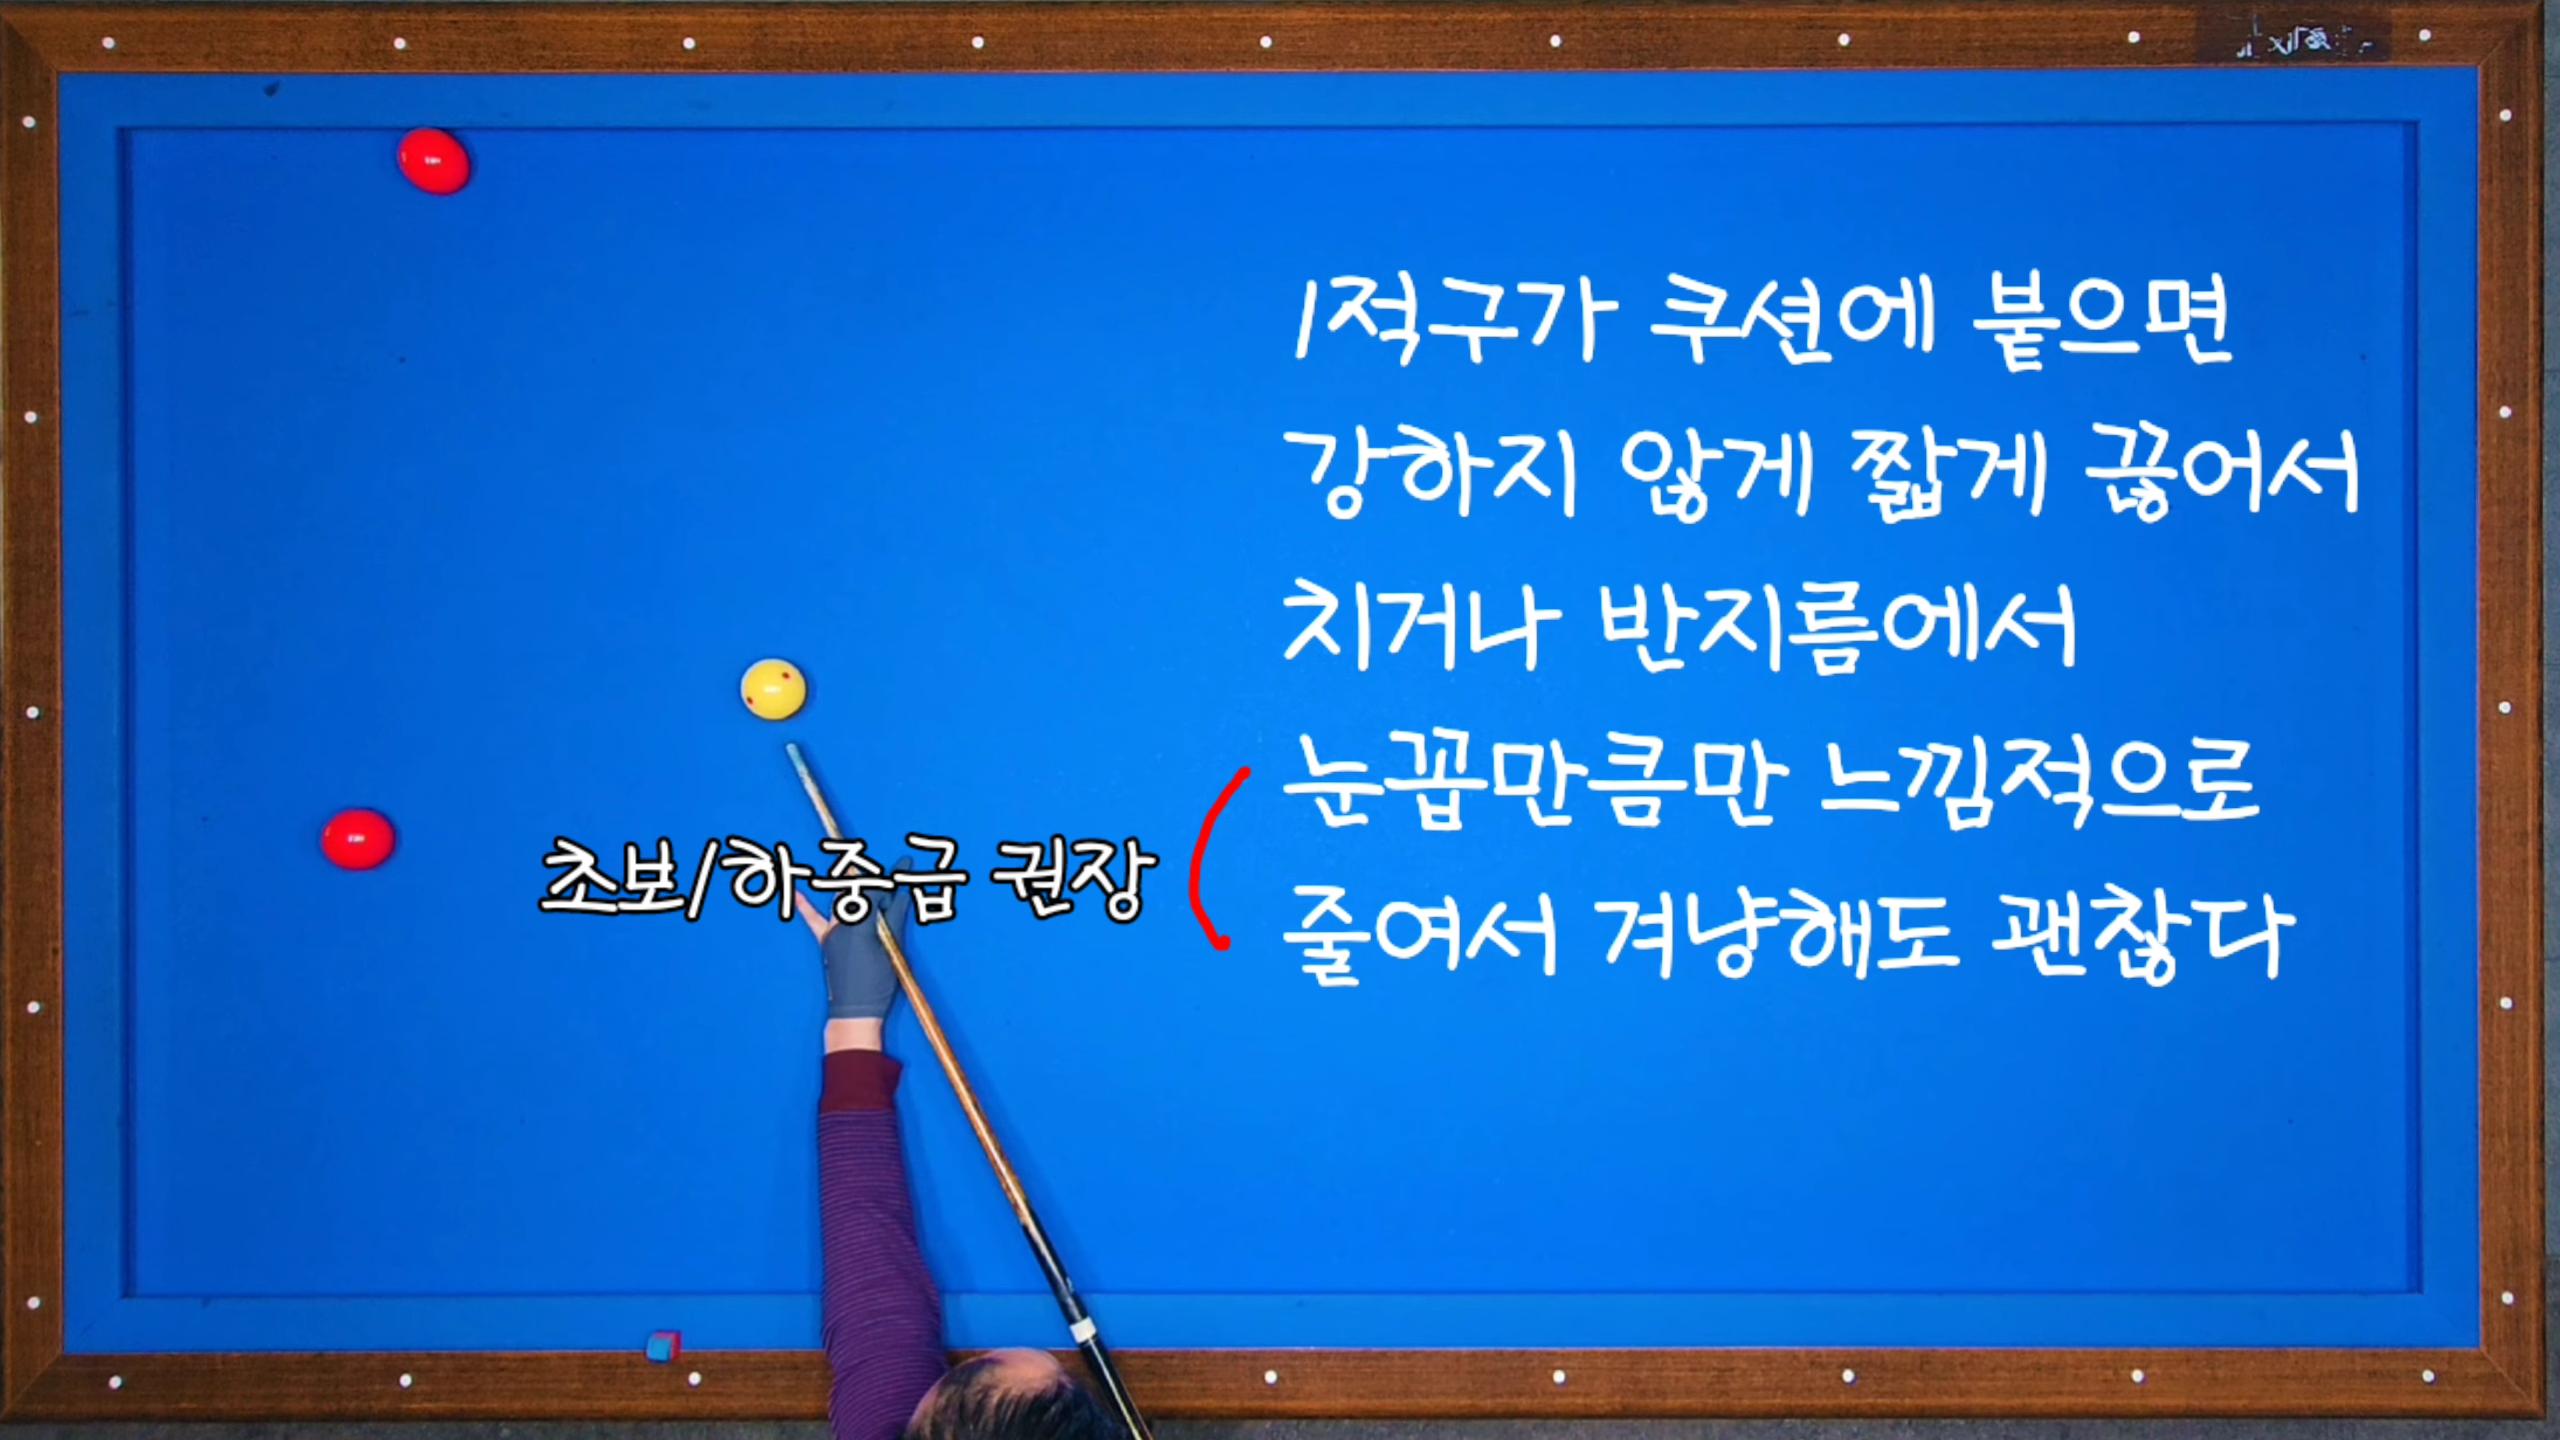 1적구가 쿠션에 붙으면
강하지 않게 짧게 끊어서
치거나 반지름에서
눈꼽만큼만 느낌적으로
줄여서 겨냥해도 괜찮다
초보/하중급 권장